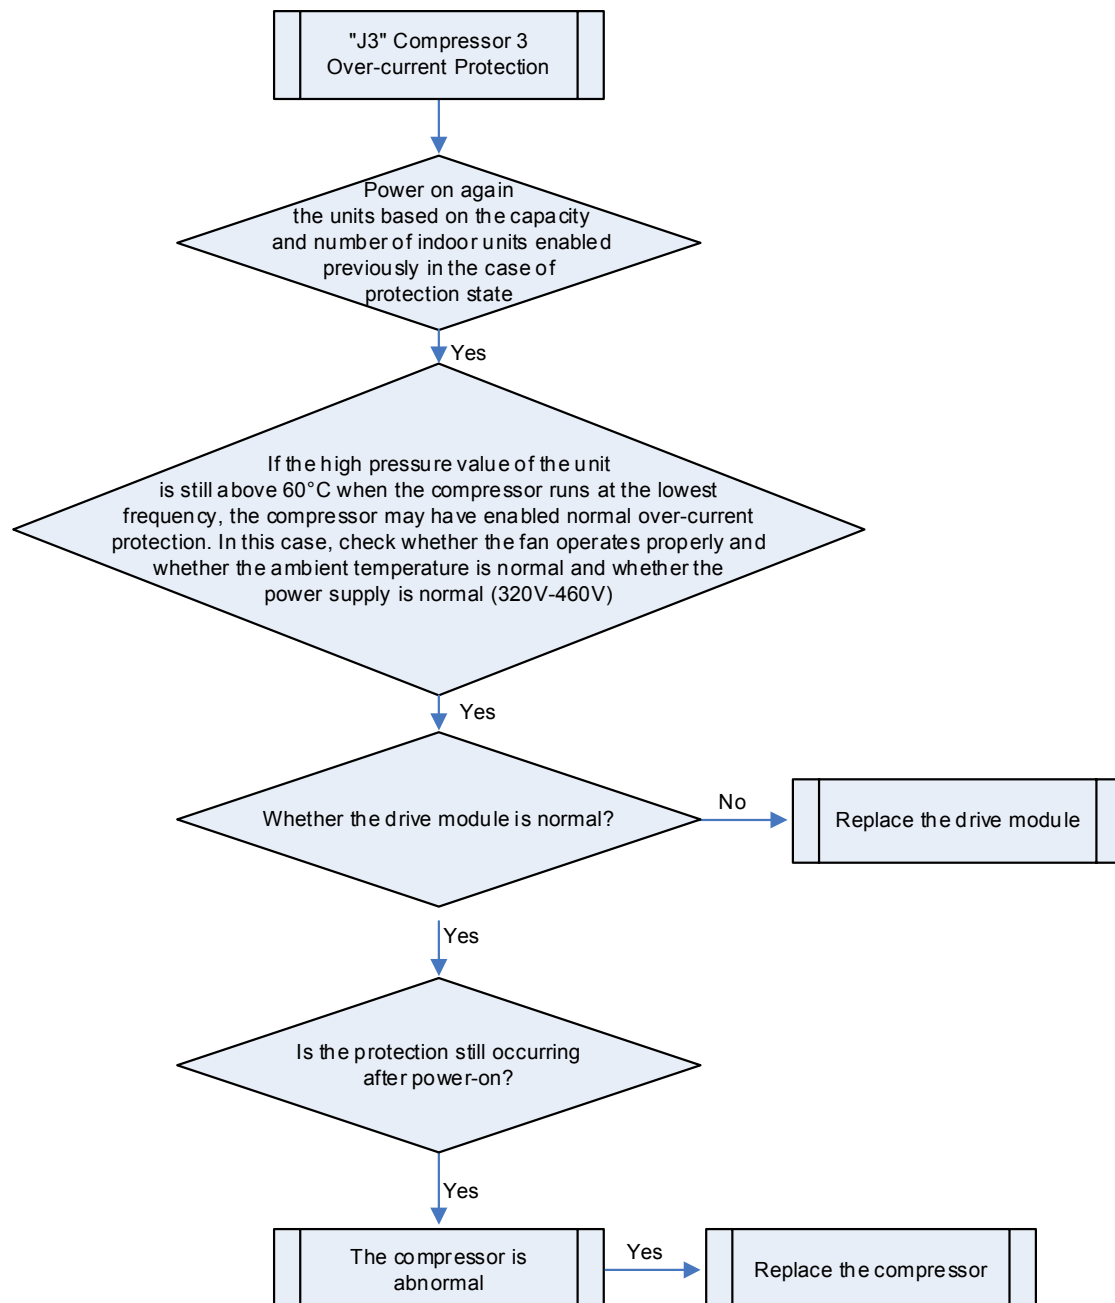 "J3" Compressor 3
Over-current Protection
Power on again
the units based on the capacity
and number of indoor units enabled
previously in the case of
protection state
Yes
If the high pressure value of the unit
is still above 60°C when the compressor runs at the lowest
frequency, the compressor may have enabled normal over-current
protection. In this case, check whether the fan operates properly and
whether the ambient temperature is normal and whether the
power supply is normal (320V-460V)
Yes
Whether the drive module is normal?
No
Replace the drive module
Yes
Is the protection still occurring
after power-on?
Yes
The compressor is
abnormal
Yes
Replace the compressor